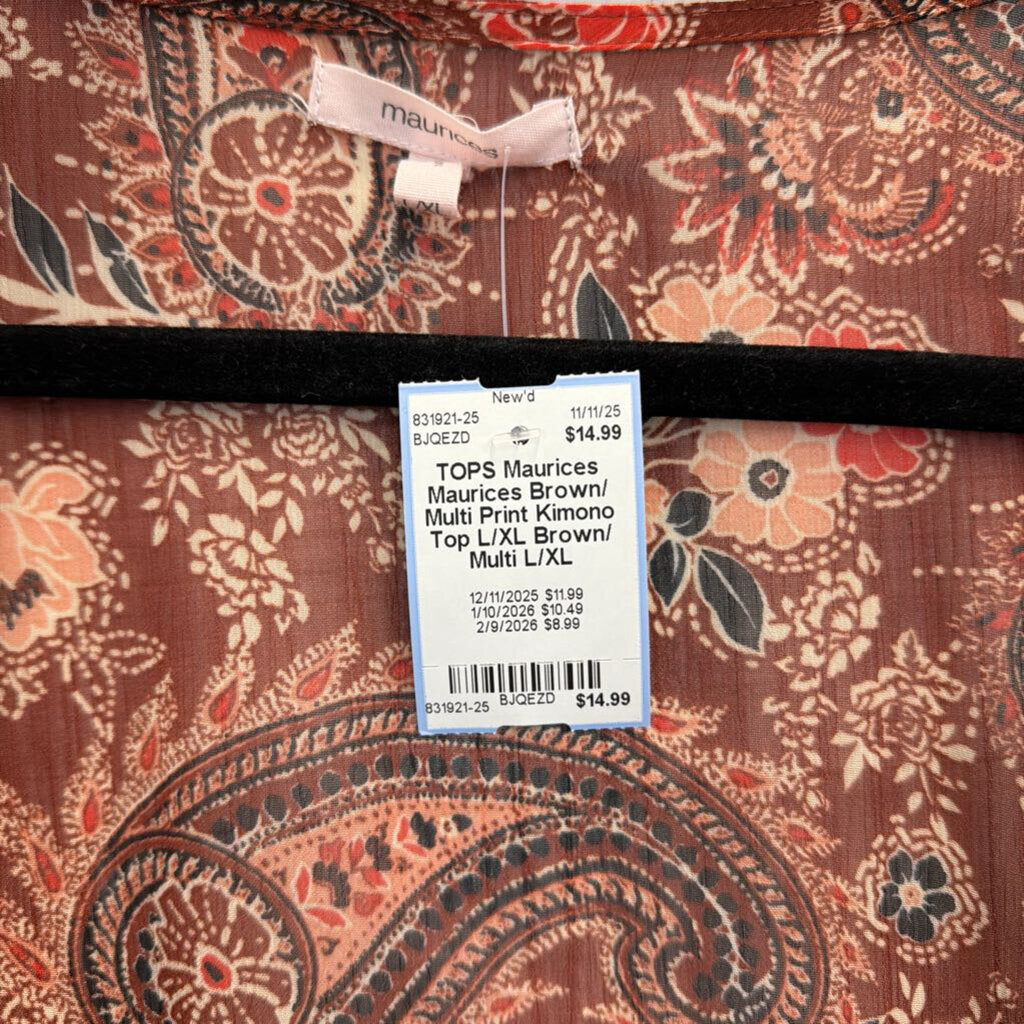 maurices
L/XL
New'd
831921-25 11/11/25
BJQEZD $14.99
TOPS Maurices
Maurices Brown/
Multi Print Kimono
Top L/XL Brown/
Multi L/XL
12/11/2025 $11.99
1/10/2026 $10.49
2/9/2026 $8.99
831921-25 BJQEZD $14.99